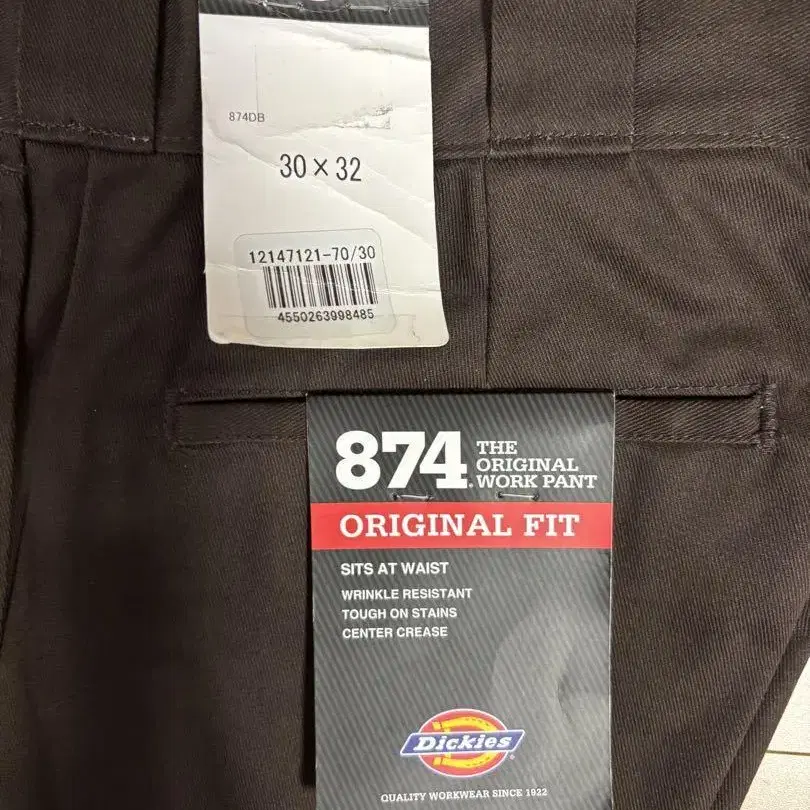 874DB
30×32
12147121-70/30
4550263998485
874. THE
ORIGINAL
WORK PANT
ORIGINAL FIT
SITS AT WAIST
WRINKLE RESISTANT
TOUGH ON STAINS
CENTER CREASE
Dickies
QUALITY WORKWEAR SINCE 1922